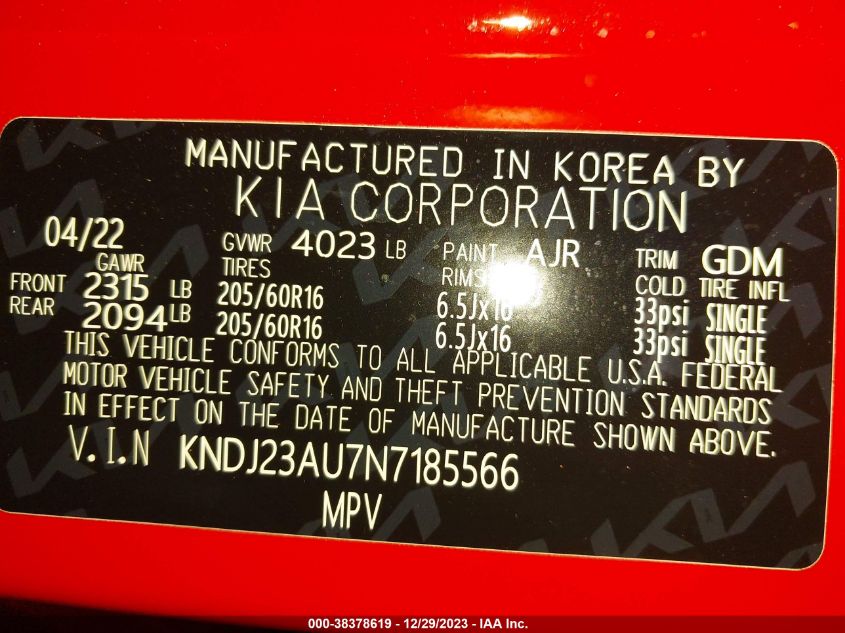 MANUFACTURED IN KOREA BY
KIA CORPORATION
04/22 GVWR 4023 LB PAINT AJR TRIM GDM
GAWR TIRES RIMS COLD TIRE INFL
FRONT 2315 LB 205/60R16 6.5Jx16 33psi SINGLE
REAR 2094 LB 205/60R16 6.5Jx16 33psi SINGLE
THIS VEHICLE CONFORMS TO ALL APPLICABLE U.S.A. FEDERAL
MOTOR VEHICLE SAFETY AND THEFT PREVENTION STANDARDS
IN EFFECT ON THE DATE OF MANUFACTURE SHOWN ABOVE.
V.I.N KNDJ23AU7N7185566
MPV
000-38378619 - 12/29/2023 - IAA Inc.